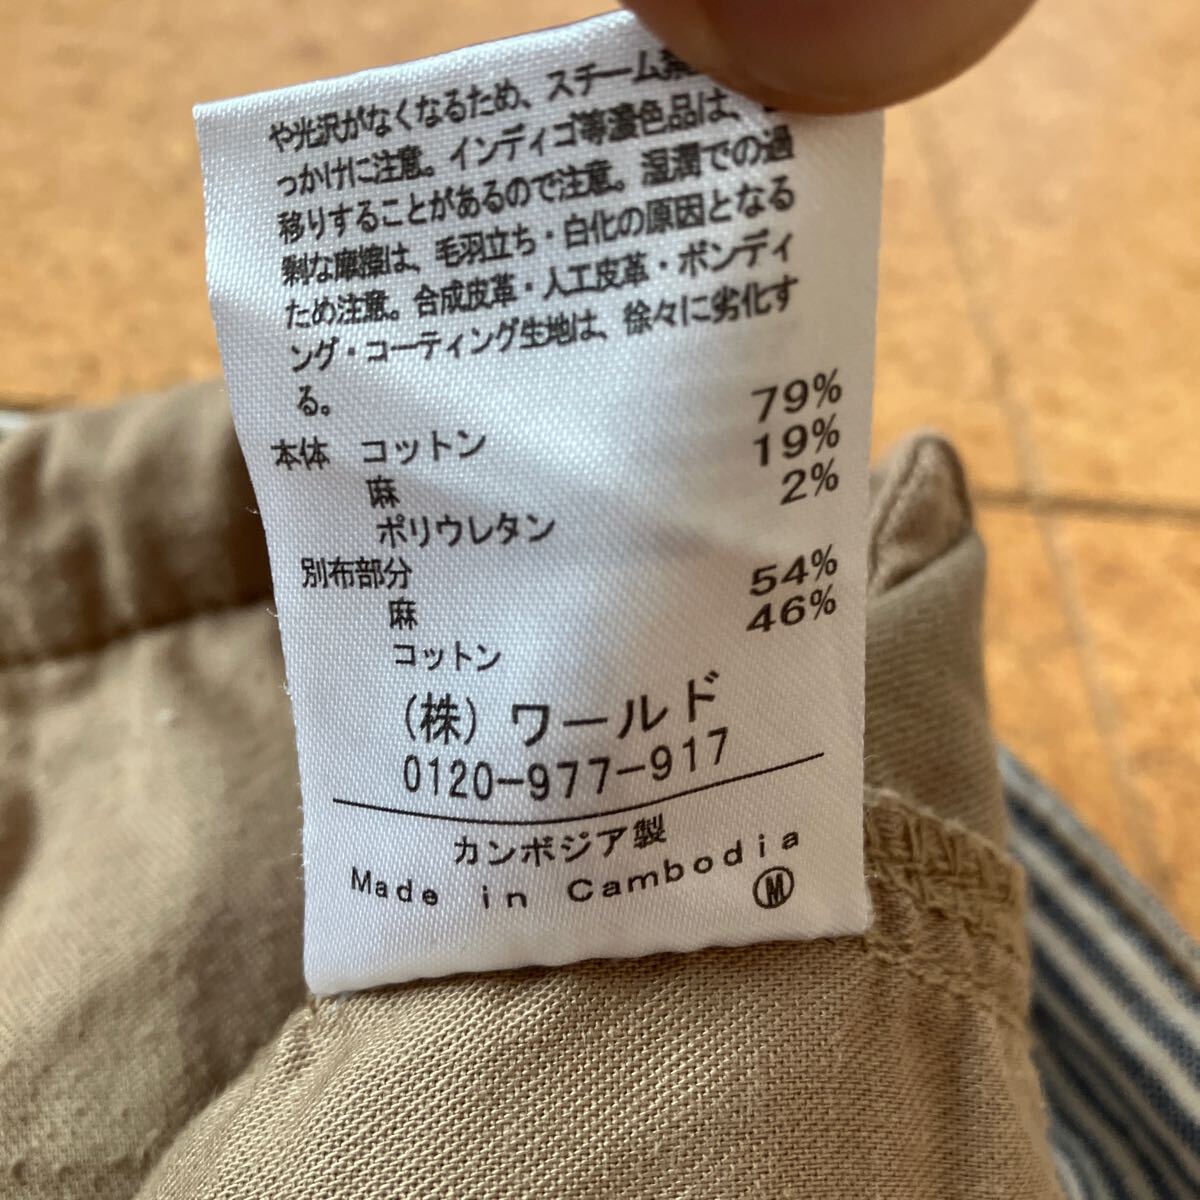 や光沢がなくなるため、スチーム
っかけに注意。インディゴ等濃色品は、
移りすることがあるので注意。湿潤での過
剰な摩擦は、毛羽立ち・白化の原因となる
ため注意。合成皮革・人工皮革・ボンディ
ング・コーティング生地は、徐々に劣化す
る。
本体 コットン 79%
麻 19%
ポリウレタン 2%
別布部分
麻 54%
コットン 46%
(株) ワールド
0120-977-917
カンボジア製
Made in Cambodia
Ⓜ